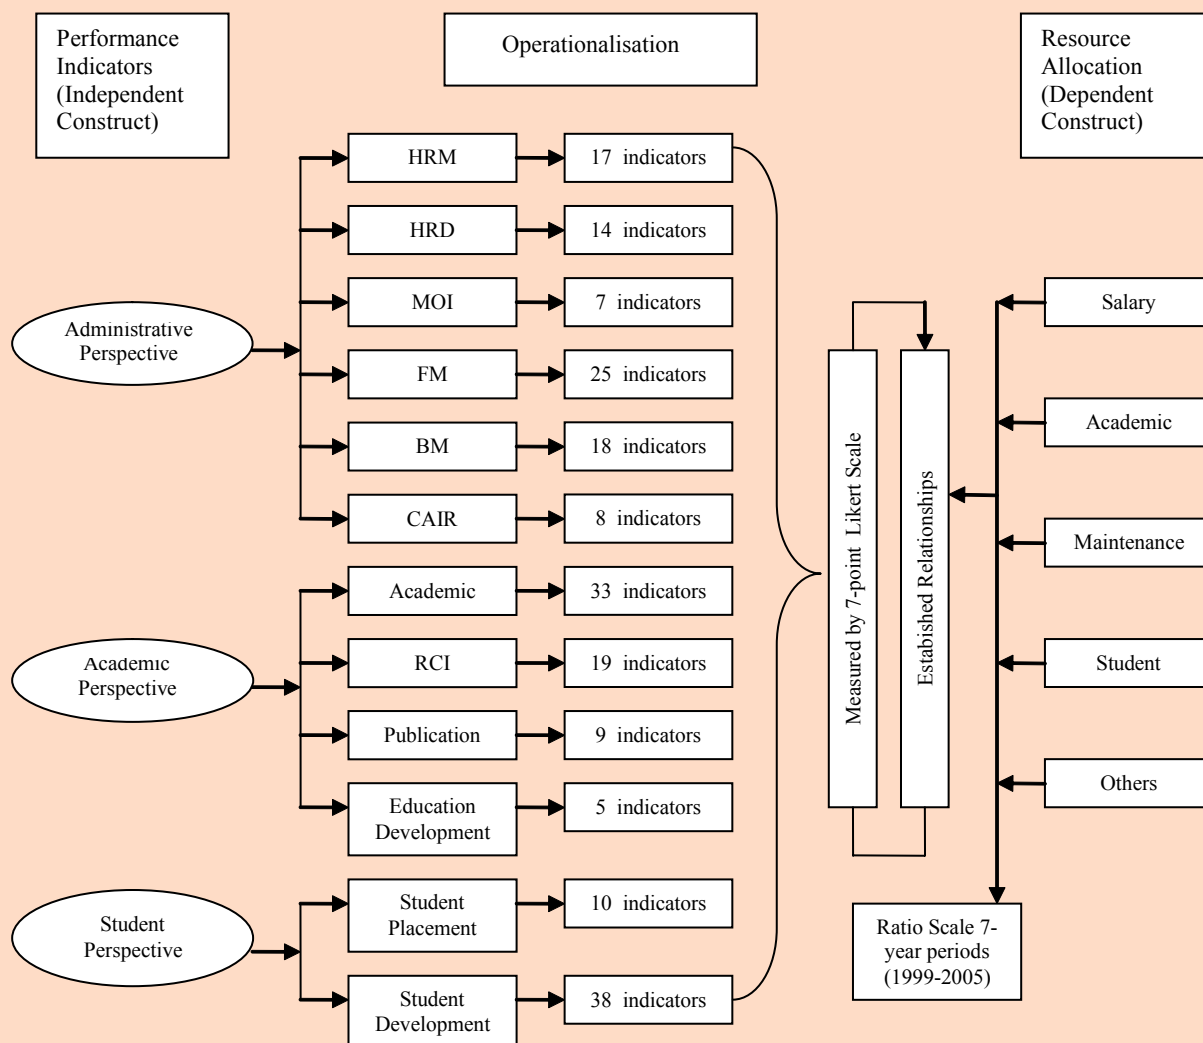 Performance
Indicators
(Independent
Construct)
Operationalisation
Resource
Allocation
(Dependent
Construct)
Administrative
Perspective
HRM
17 indicators
HRD
14 indicators
MOI
7 indicators
FM
25 indicators
BM
18 indicators
CAIR
8 indicators
Academic
Perspective
Academic
33 indicators
RCI
19 indicators
Publication
9 indicators
Education
Development
5 indicators
Student
Perspective
Student
Placement
10 indicators
Student
Development
38 indicators
Measured by 7-point Likert Scale
Estabished Relationships
Salary
Academic
Maintenance
Student
Others
Ratio Scale 7-
year periods
(1999-2005)